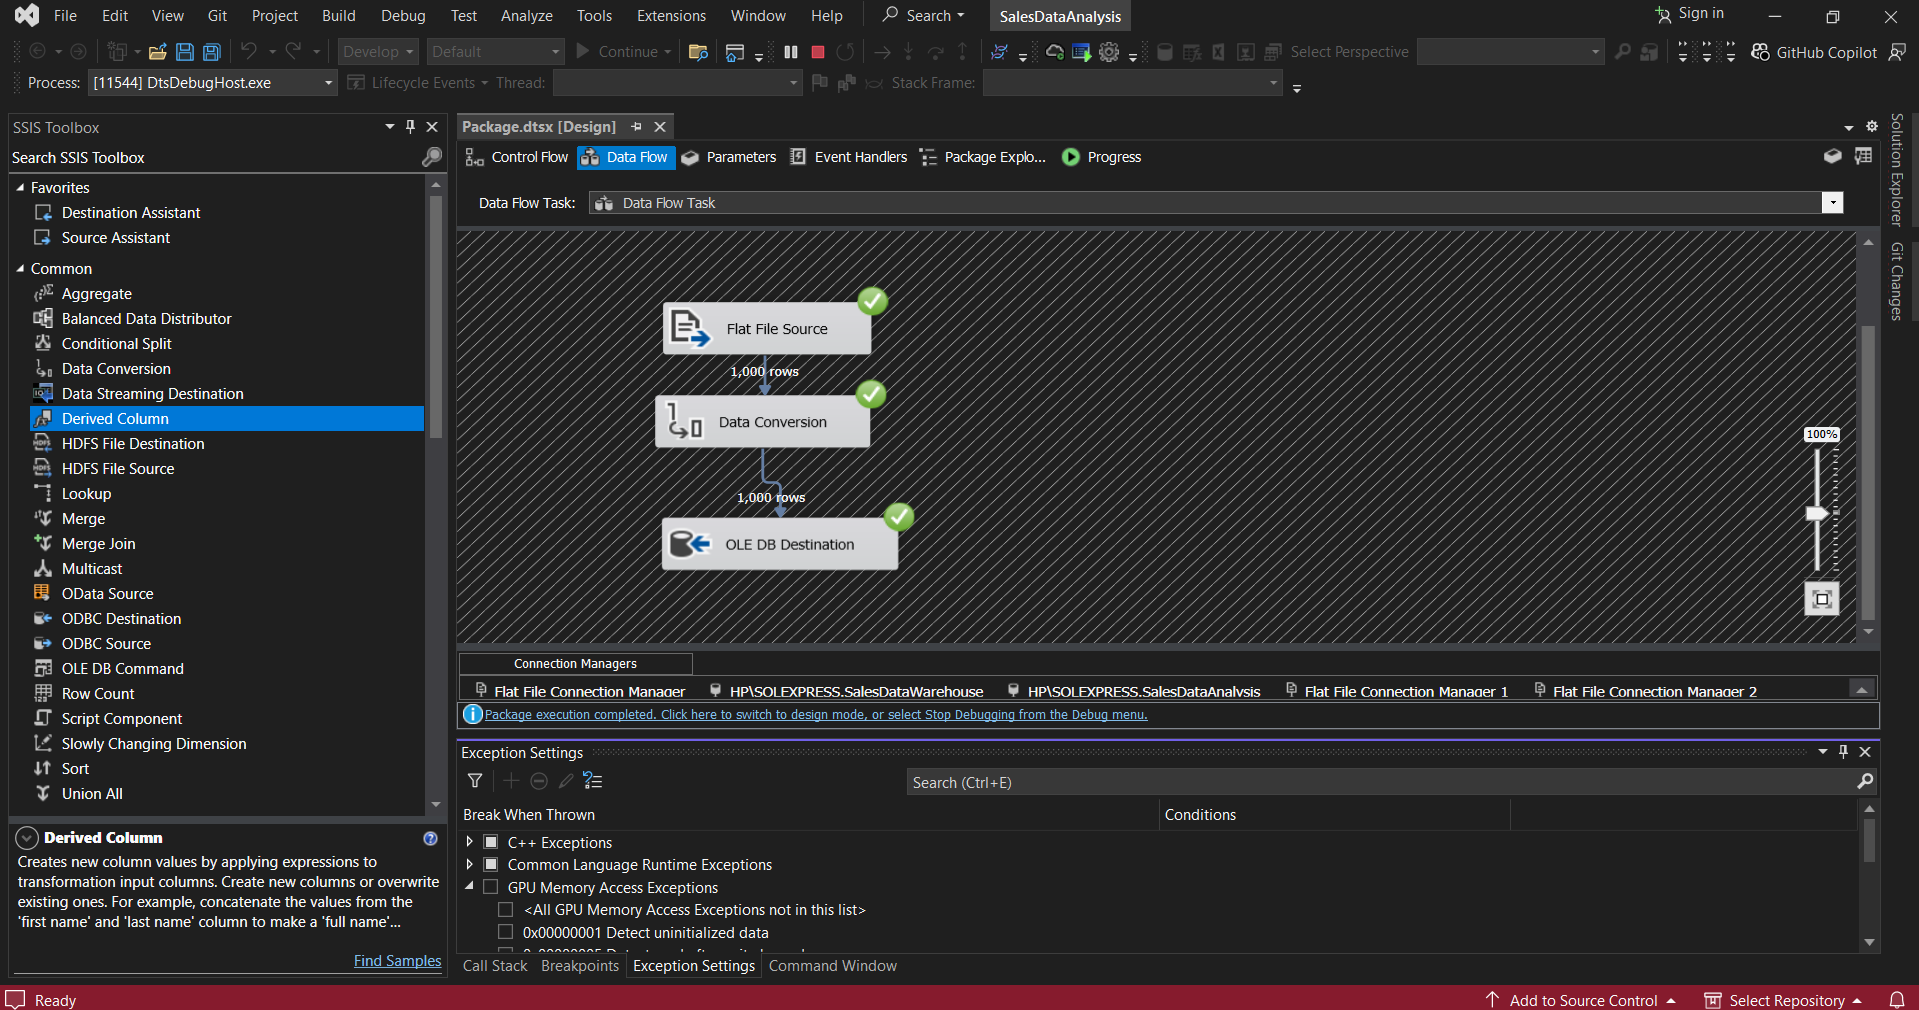 File Edit View Git Project Build Debug Test Analyze Tools Extensions Window Help Search SalesDataAnalysis Sign in
Develop Default Continue Select Perspective GitHub Copilot
Process: [11544] DtsDebugHost.exe Lifecycle Events Thread: Stack Frame:
SSIS Toolbox
Search SSIS Toolbox
Favorites
Destination Assistant
Source Assistant
Common
Aggregate
Balanced Data Distributor
Conditional Split
Data Conversion
Data Streaming Destination
Derived Column
HDFS File Destination
HDFS File Source
Lookup
Merge
Merge Join
Multicast
OData Source
ODBC Destination
ODBC Source
OLE DB Command
Row Count
Script Component
Slowly Changing Dimension
Sort
Union All
Derived Column
Creates new column values by applying expressions to
transformation input columns. Create new columns or overwrite
existing ones. For example, concatenate the values from the
'first name' and 'last name' column to make a 'full name'...
Find Samples
Package.dtsx [Design]
Control Flow Data Flow Parameters Event Handlers Package Explo... Progress
Data Flow Task: Data Flow Task
Flat File Source
1,000 rows
Data Conversion
1,000 rows
OLE DB Destination
100%
Connection Managers
Flat File Connection Manager HP\SOLEXPRESS.SalesDataWarehouse HP\SOLEXPRESS.SalesDataAnalysis Flat File Connection Manager 1 Flat File Connection Manager 2
Package execution completed. Click here to switch to design mode, or select Stop Debugging from the Debug menu.
Exception Settings
Search (Ctrl+E)
Break When Thrown Conditions
C++ Exceptions
Common Language Runtime Exceptions
GPU Memory Access Exceptions
<All GPU Memory Access Exceptions not in this list>
0x00000001 Detect uninitialized data
Call Stack Breakpoints Exception Settings Command Window
Solution Explorer
Git Changes
Ready Add to Source Control Select Repository